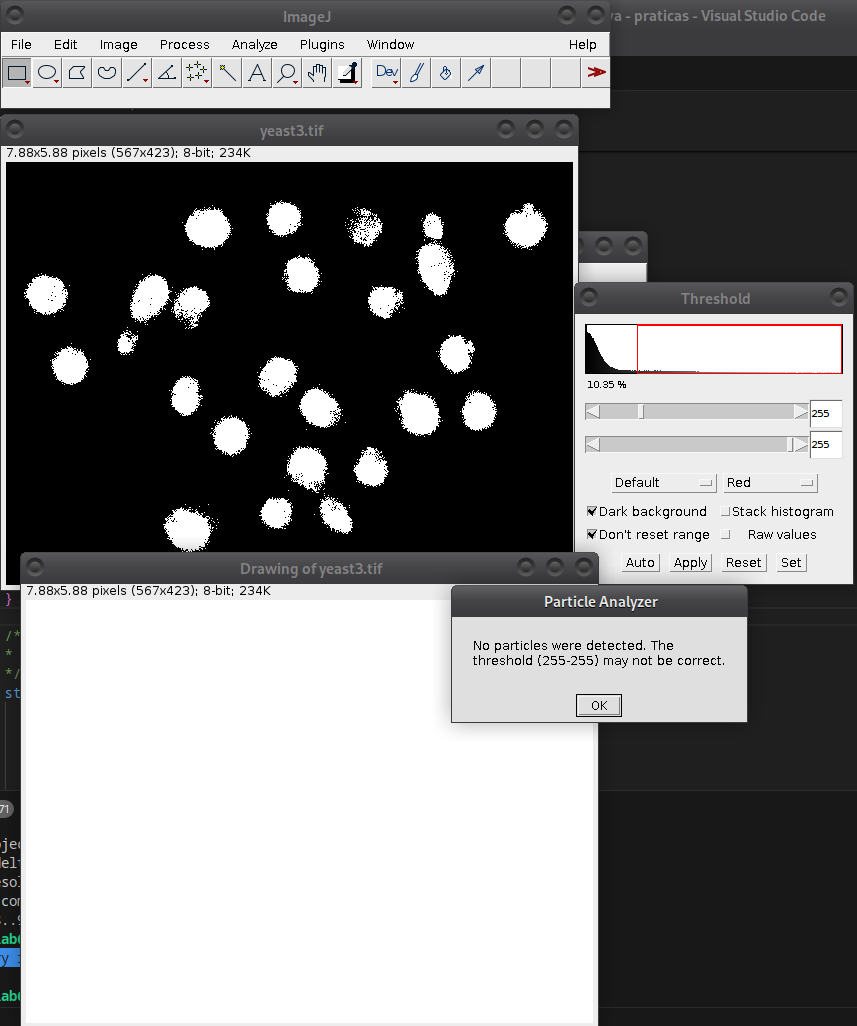 ImageJ
va - praticas - Visual Studio Code
File Edit Image Process Analyze Plugins Window Help
Dev
yeast3.tif
7.88x5.88 pixels (567x423); 8-bit; 234K
Threshold
10.35 %
255
255
Default Red
Dark background Stack histogram
Don't reset range Raw values
Auto Apply Reset Set
Drawing of yeast3.tif
7.88x5.88 pixels (567x423); 8-bit; 234K
}
/*
*
*/
st
Particle Analyzer
No particles were detected. The
threshold (255-255) may not be correct.
OK
71